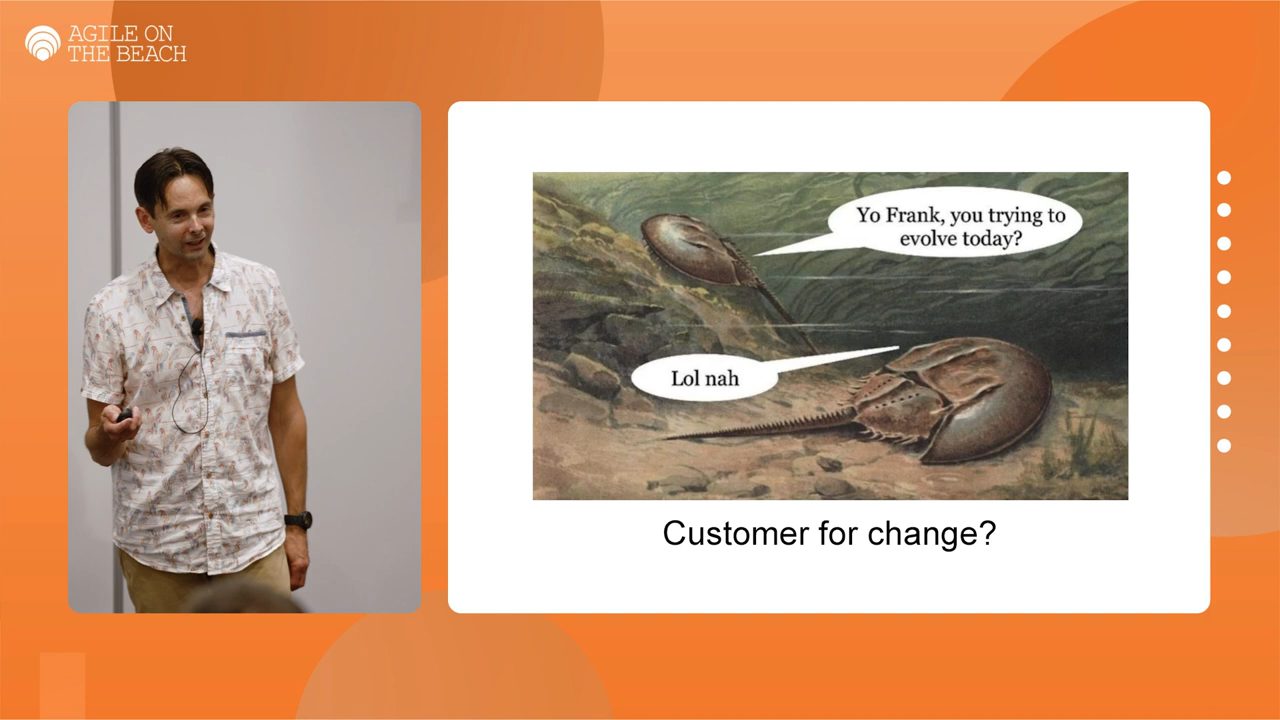 AGILE ON
THE BEACH
Yo Frank, you trying to
evolve today?
Lol nah
Customer for change?